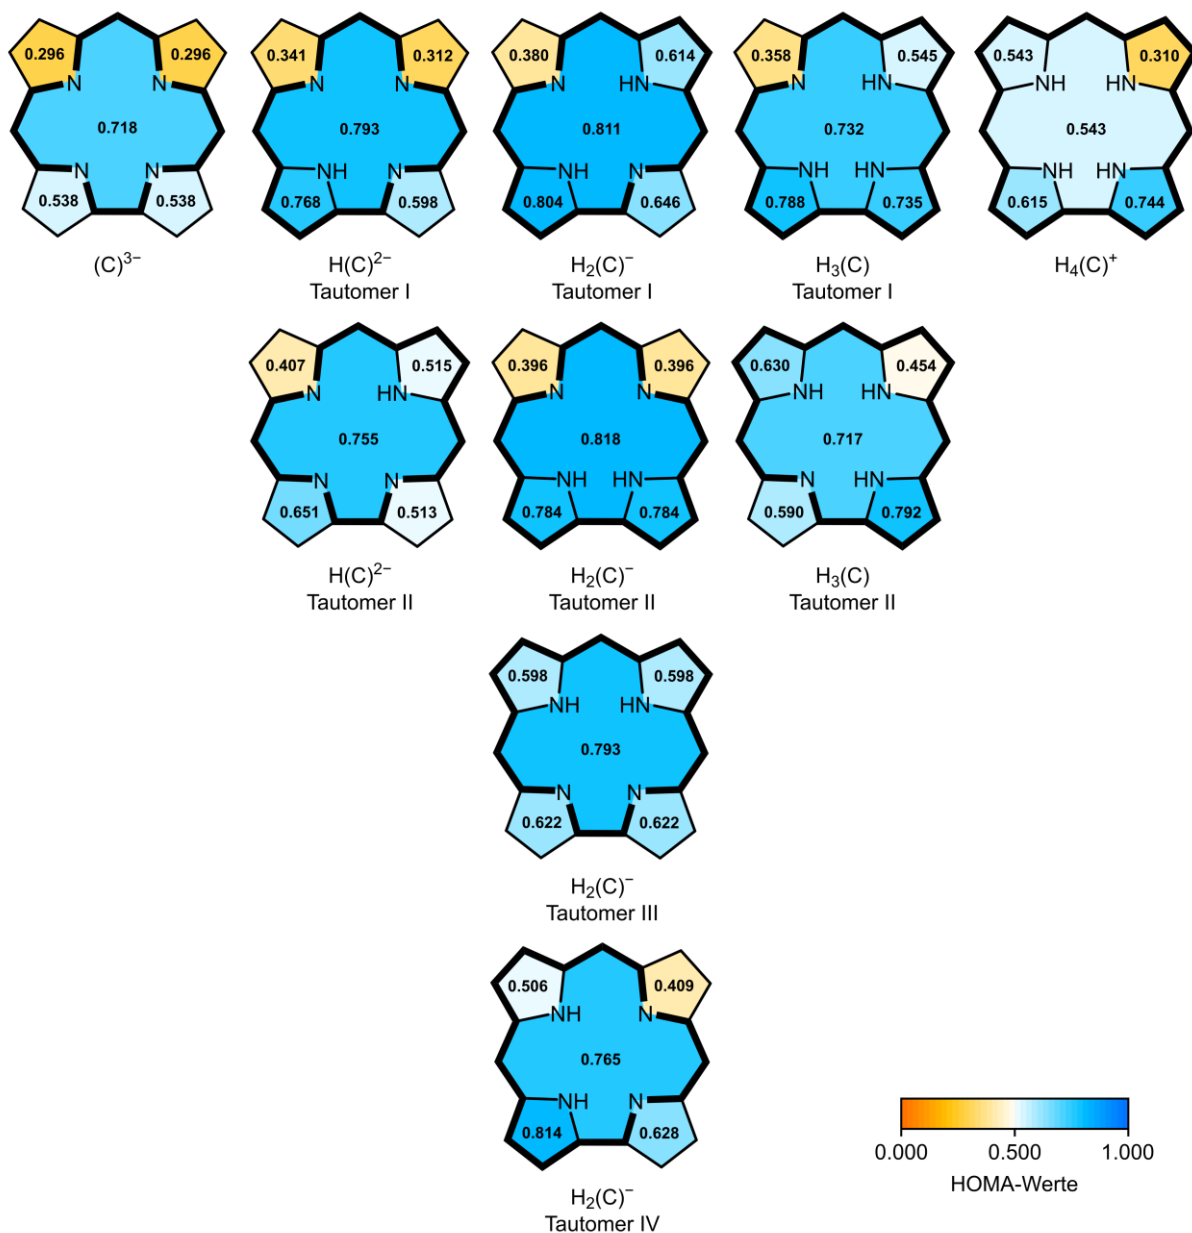 0.296 0.296 0.341 0.312 0.380 0.614 0.358 0.545 0.543 0.310
N N N N N HN N HN NH HN
0.718 0.793 0.811 0.732 0.543
N N NH N NH N NH HN NH HN
0.538 0.538 0.768 0.598 0.804 0.646 0.788 0.735 0.615 0.744
(C)³⁻ H(C)²⁻ H₂(C)⁻ H₃(C) H₄(C)⁺
Tautomer I Tautomer I Tautomer I
0.407 0.515 0.396 0.396 0.630 0.454
N HN N N NH HN
0.755 0.818 0.717
N N NH HN N HN
0.651 0.513 0.784 0.784 0.590 0.792
H(C)²⁻ H₂(C)⁻ H₃(C)
Tautomer II Tautomer II Tautomer II
0.598 0.598
NH HN
0.793
N N
0.622 0.622
H₂(C)⁻
Tautomer III
0.506 0.409
NH N
0.765
NH N
0.814 0.628
H₂(C)⁻
Tautomer IV
0.000 0.500 1.000
HOMA-Werte